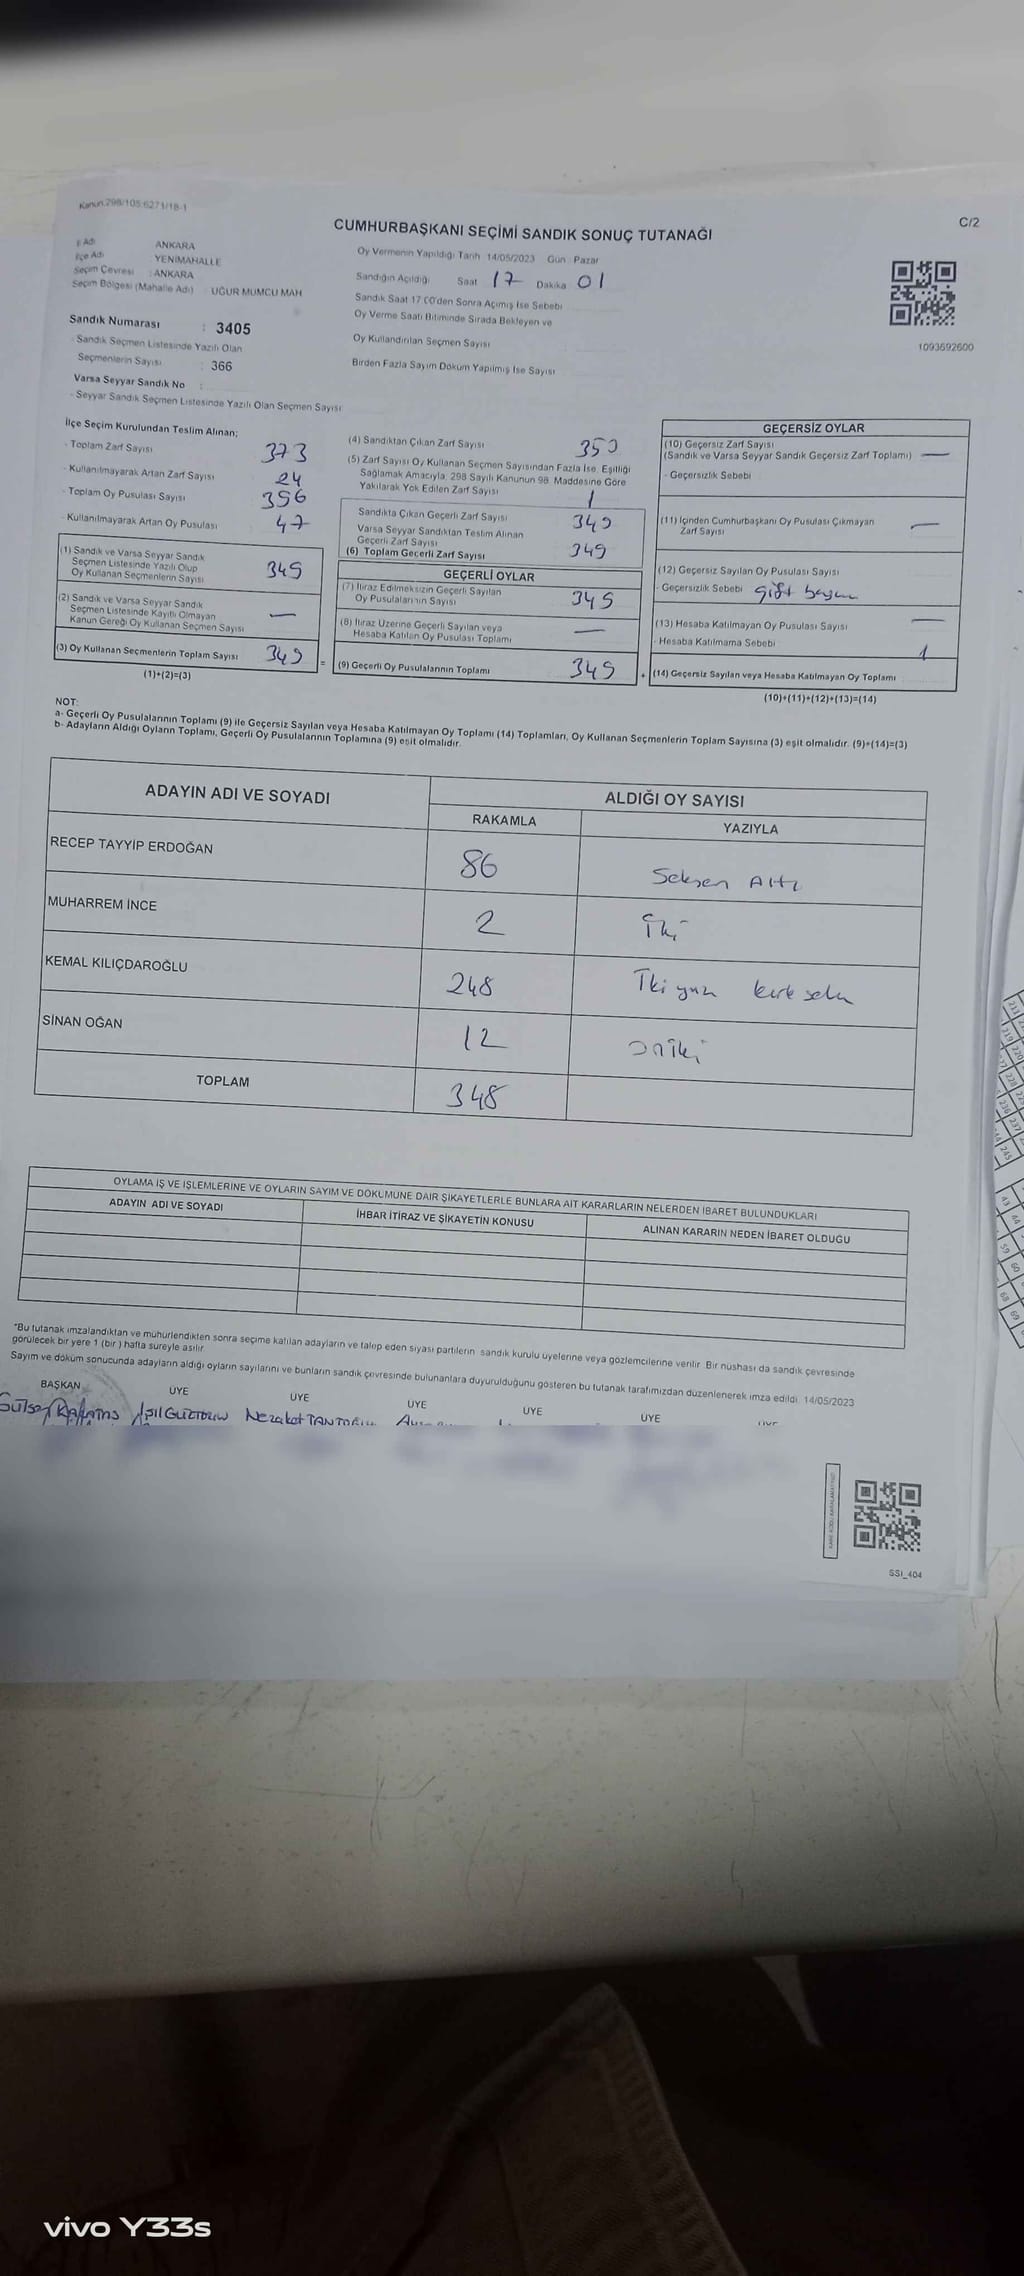 Kanun:298/105;6271/18-1
C/2
CUMHURBAŞKANI SEÇİMİ SANDIK SONUÇ TUTANAĞI
İl Adı ANKARA
İlçe Adı YENİMAHALLE
Seçim Çevresi : ANKARA
Seçim Bölgesi (Mahalle Adı) : UĞUR MUMCU MAH
Sandık Numarası : 3405
- Sandık Seçmen Listesinde Yazılı Olan
Seçmenlerin Sayısı : 366
Varsa Seyyar Sandık No :
- Seyyar Sandık Seçmen Listesinde Yazılı Olan Seçmen Sayısı
Oy Vermenin Yapıldığı Tarih 14/05/2023 Gün : Pazar
Sandığın Açıldığı Saat 17 Dakika 01
Sandık Saat 17:00'den Sonra Açılmış İse Sebebi
Oy Verme Saati Bitiminde Sırada Bekleyen ve
Oy Kullandırılan Seçmen Sayısı
Birden Fazla Sayım Döküm Yapılmış İse Sayısı
1093692600
İlçe Seçim Kurulundan Teslim Alınan;
- Toplam Zarf Sayısı 373
- Kullanılmayarak Artan Zarf Sayısı 24
- Toplam Oy Pusulası Sayısı 396
- Kullanılmayarak Artan Oy Pusulası 47
(1) Sandık ve Varsa Seyyar Sandık
Seçmen Listesinde Yazılı Olup
Oy Kullanan Seçmenlerin Sayısı 349
(2) Sandık ve Varsa Seyyar Sandık
Seçmen Listesinde Kayıtlı Olmayan
Kanun Gereği Oy Kullanan Seçmen Sayısı —
(3) Oy Kullanan Seçmenlerin Toplam Sayısı 349
(1)+(2)=(3)
(4) Sandıktan Çıkan Zarf Sayısı 350
(5) Zarf Sayısı Oy Kullanan Seçmen Sayısından Fazla İse, Eşitliği
Sağlamak Amacıyla, 298 Sayılı Kanunun 98. Maddesine Göre
Yakılarak Yok Edilen Zarf Sayısı 1
Sandıkta Çıkan Geçerli Zarf Sayısı 349
Varsa Seyyar Sandıktan Teslim Alınan
Geçerli Zarf Sayısı
(6) Toplam Geçerli Zarf Sayısı 349
GEÇERLİ OYLAR
(7) İtiraz Edilmeksizin Geçerli Sayılan
Oy Pusulalarının Sayısı 349
(8) İtiraz Üzerine Geçerli Sayılan veya
Hesaba Katılan Oy Pusulası Toplamı —
= (9) Geçerli Oy Pusulalarının Toplamı 349 +
GEÇERSİZ OYLAR
(10) Geçersiz Zarf Sayısı
(Sandık ve Varsa Seyyar Sandık Geçersiz Zarf Toplamı) —
- Geçersizlik Sebebi
(11) İçinden Cumhurbaşkanı Oy Pusulası Çıkmayan
Zarf Sayısı —
(12) Geçersiz Sayılan Oy Pusulası Sayısı
- Geçersizlik Sebebi çift basım
(13) Hesaba Katılmayan Oy Pusulası Sayısı —
- Hesaba Katılmama Sebebi 1
(14) Geçersiz Sayılan veya Hesaba Katılmayan Oy Toplamı
(10)+(11)+(12)+(13)=(14)
NOT:
a- Geçerli Oy Pusulalarının Toplamı (9) ile Geçersiz Sayılan veya Hesaba Katılmayan Oy Toplamı (14) Toplamları, Oy Kullanan Seçmenlerin Toplam Sayısına (3) eşit olmalıdır. (9)+(14)=(3)
b- Adayların Aldığı Oyların Toplamı, Geçerli Oy Pusulalarının Toplamına (9) eşit olmalıdır.
ADAYIN ADI VE SOYADI ALDIĞI OY SAYISI
RAKAMLA YAZIYLA
RECEP TAYYİP ERDOĞAN 86 Seksen Altı
MUHARREM İNCE 2 İki
KEMAL KILIÇDAROĞLU 248 İkiyüz kırk sekiz
SİNAN OĞAN 12 oniki
TOPLAM 348
OYLAMA İŞ VE İŞLEMLERİNE VE OYLARIN SAYIM VE DÖKÜMÜNE DAİR ŞİKAYETLERLE BUNLARA AİT KARARLARIN NELERDEN İBARET BULUNDUKLARI
ADAYIN ADI VE SOYADI İHBAR İTİRAZ VE ŞİKAYETİN KONUSU ALINAN KARARIN NEDEN İBARET OLDUĞU
*Bu tutanak imzalandıktan ve mühürlendikten sonra seçime katılan adayların ve talep eden siyasi partilerin sandık kurulu üyelerine veya gözlemcilerine verilir. Bir nüshası da sandık çevresinde
görülecek bir yere 1 (bir) hafta süreyle asılır.
Sayım ve döküm sonucunda adayların aldığı oyların sayılarını ve bunların sandık çevresinde bulunanlara duyurulduğunu gösteren bu tutanak tarafımızdan düzenlenerek imza edildi. 14/05/2023
BAŞKAN ÜYE ÜYE ÜYE ÜYE ÜYE ÜYE
Nezaket
SSİ_404
vivo Y33s